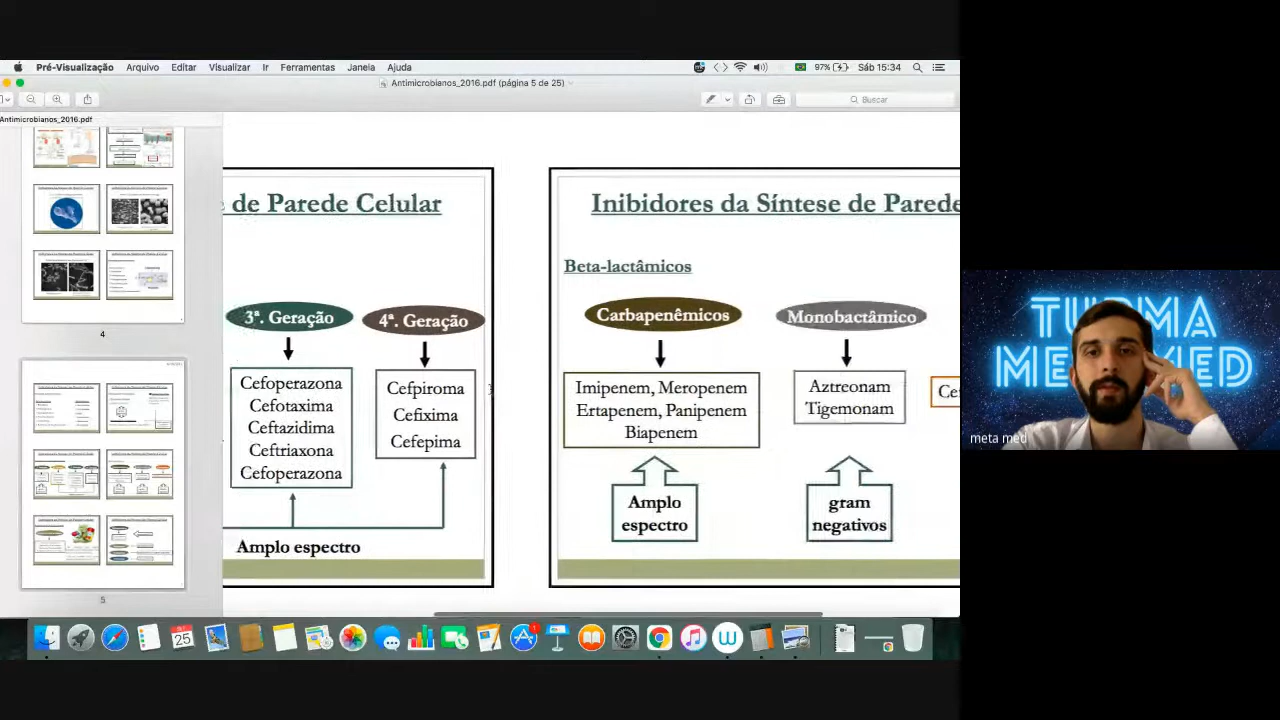 Pré-Visualização Arquivo Editar Visualizar Ir Ferramentas Janela Ajuda
97% Sáb 15:34
Antimicrobianos_2016.pdf (página 5 de 25)
Buscar
Antimicrobianos_2016.pdf
4
5
de Parede Celular
3ª. Geração
4ª. Geração
Cefoperazona
Cefotaxima
Ceftazidima
Ceftriaxona
Cefoperazona
Cefpiroma
Cefixima
Cefepima
Amplo espectro
Inibidores da Síntese de Parede
Beta-lactâmicos
Carbapenêmicos
Monobactâmico
Imipenem, Meropenem
Ertapenem, Panipenem
Biapenem
Aztreonam
Tigemonam
Amplo
espectro
gram
negativos
25
1
TURMA
META MED
meta med